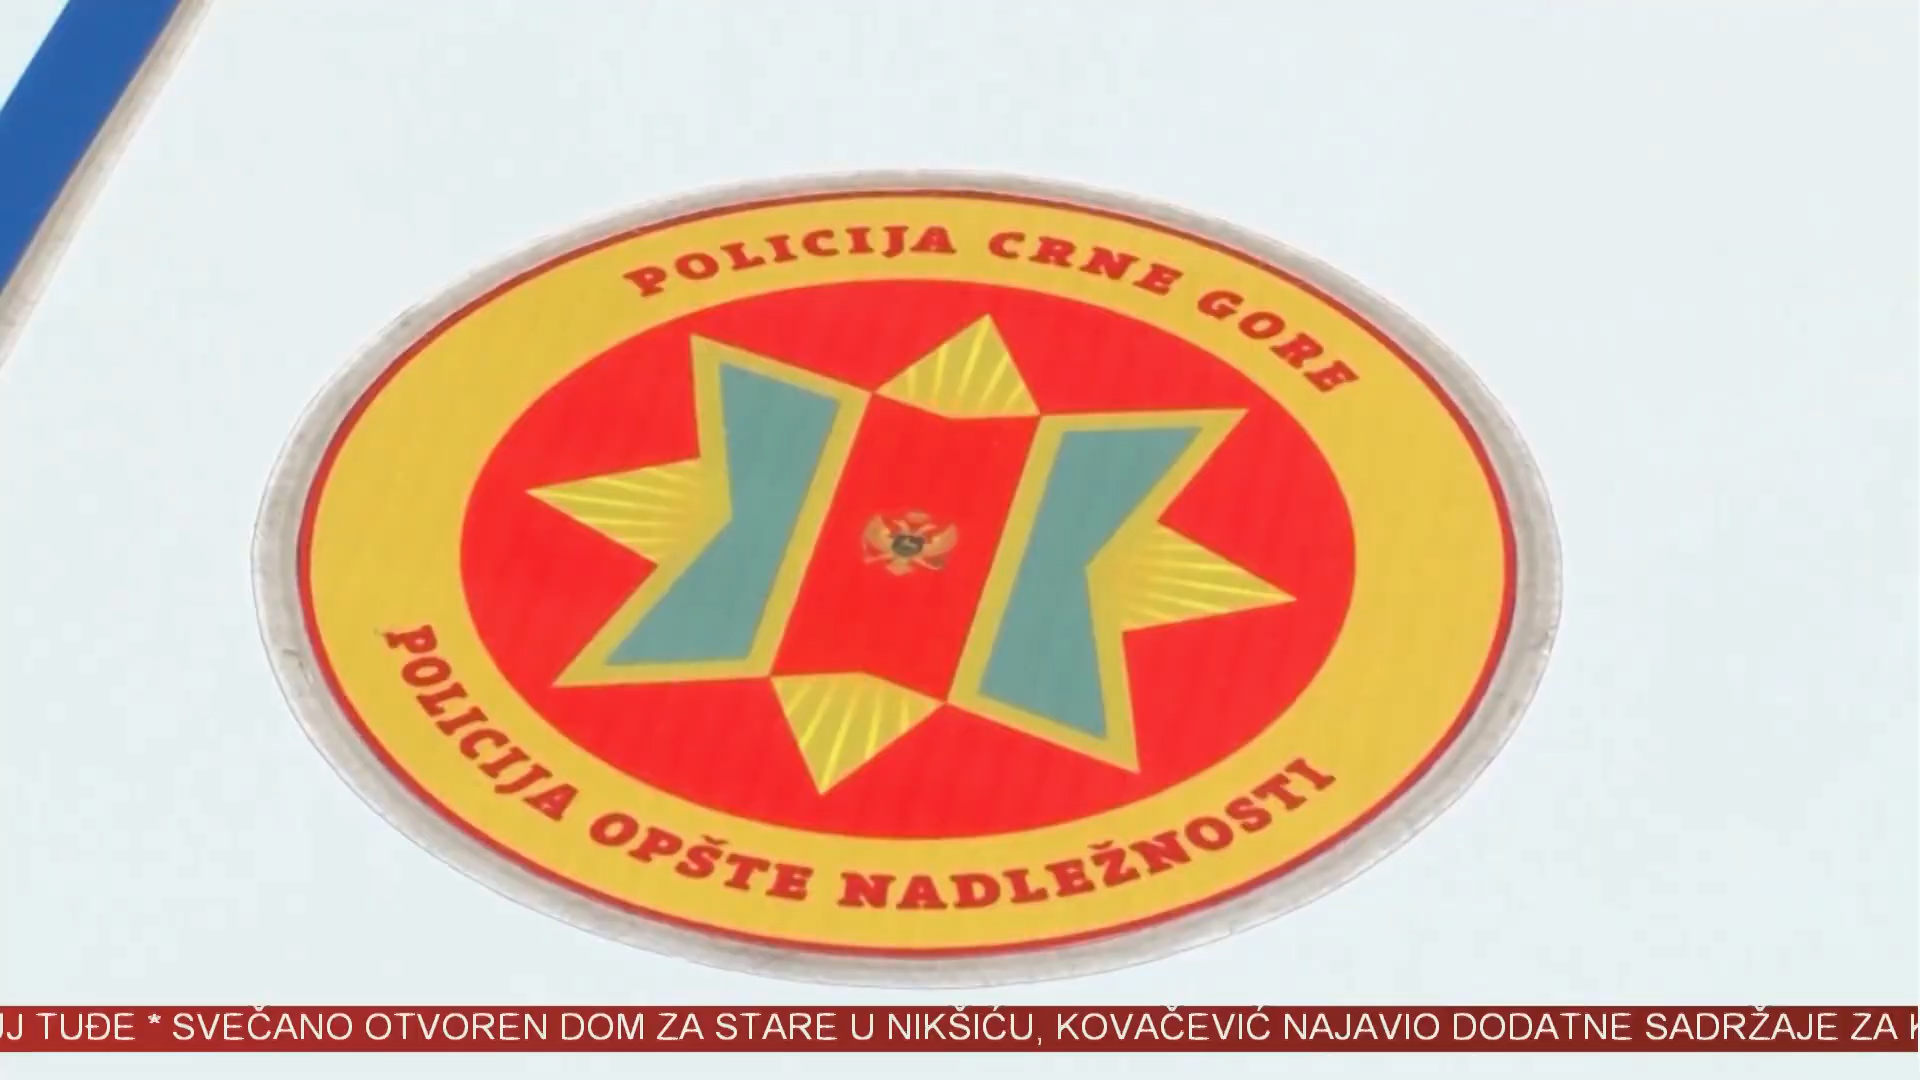 POLICIJA CRNE GORE
POLICIJA OPŠTE NADLEŽNOSTI
TUĐE * SVEČANO OTVOREN DOM ZA STARE U NIKŠIĆU, KOVAČEVIĆ NAJAVIO DODATNE SADRŽAJE ZA